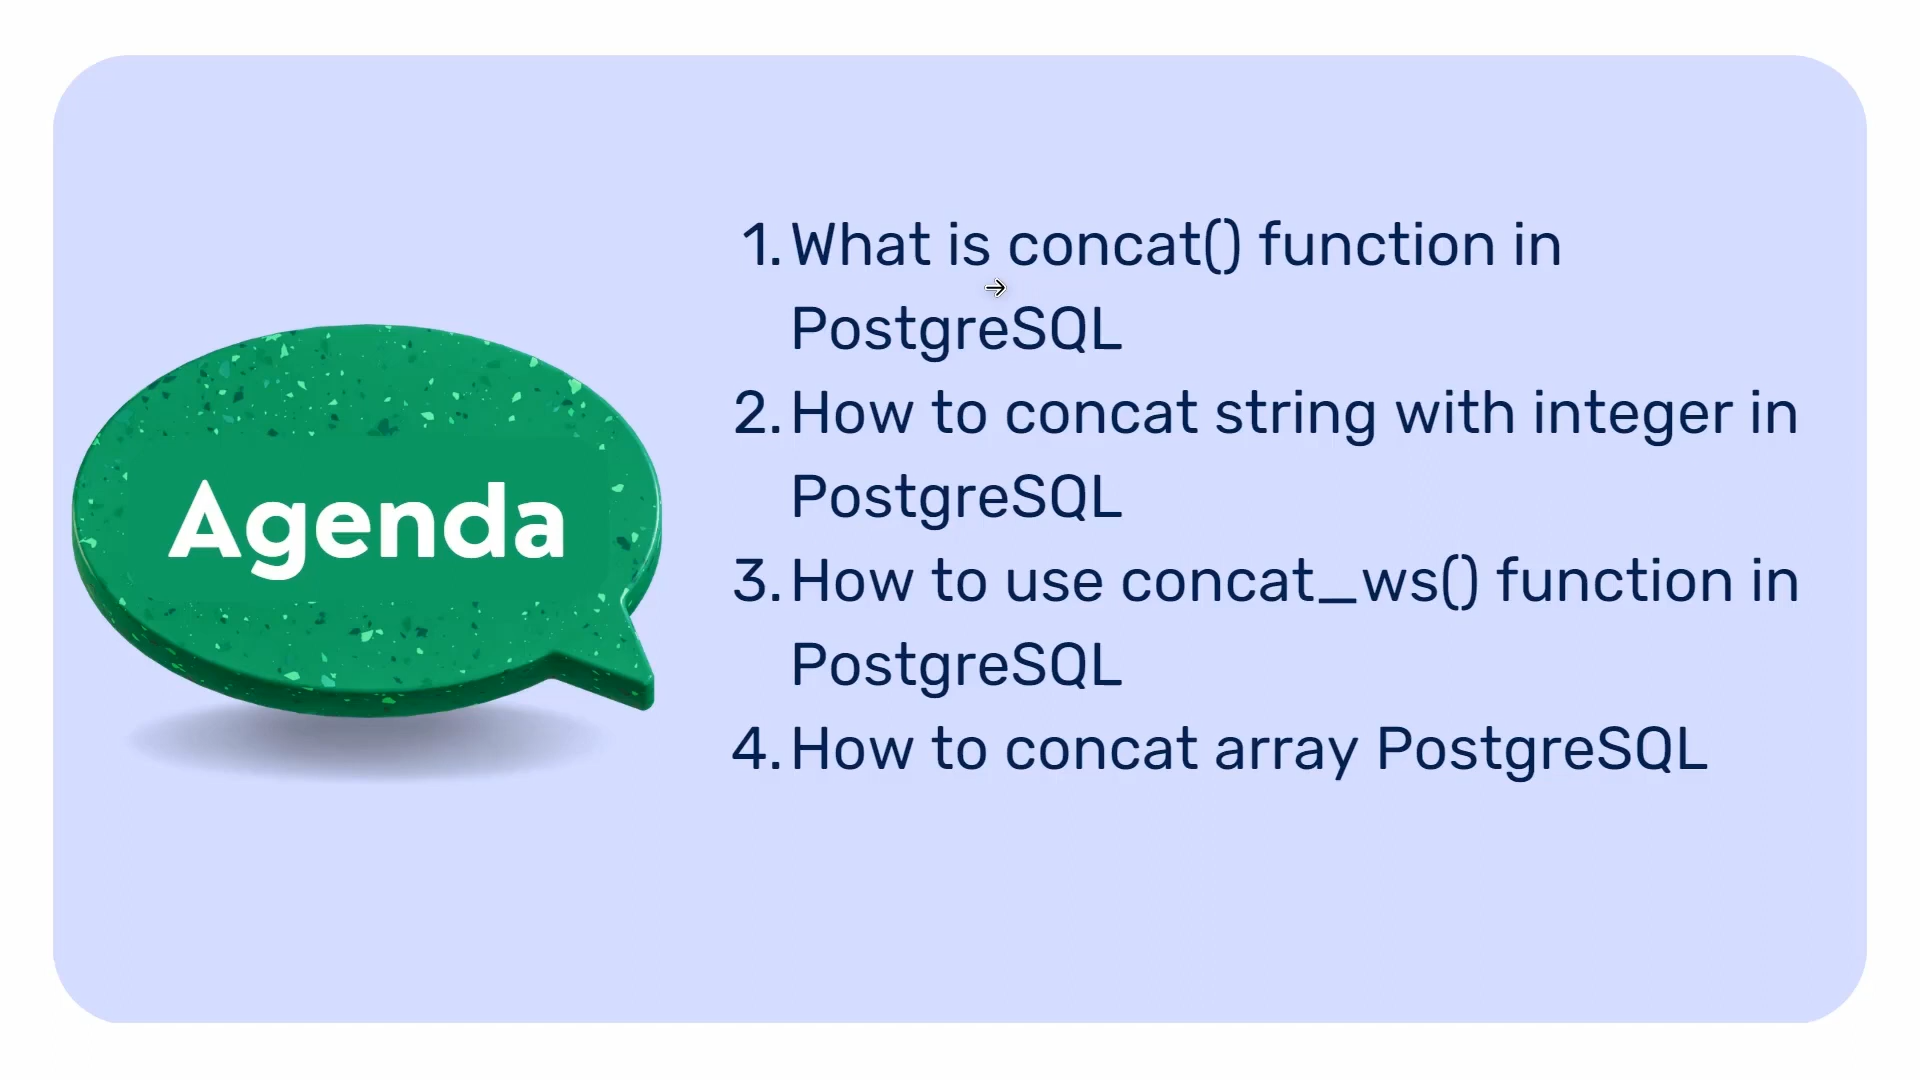 Agenda
1. What is concat() function in
PostgreSQL
2. How to concat string with integer in
PostgreSQL
3. How to use concat_ws() function in
PostgreSQL
4. How to concat array PostgreSQL